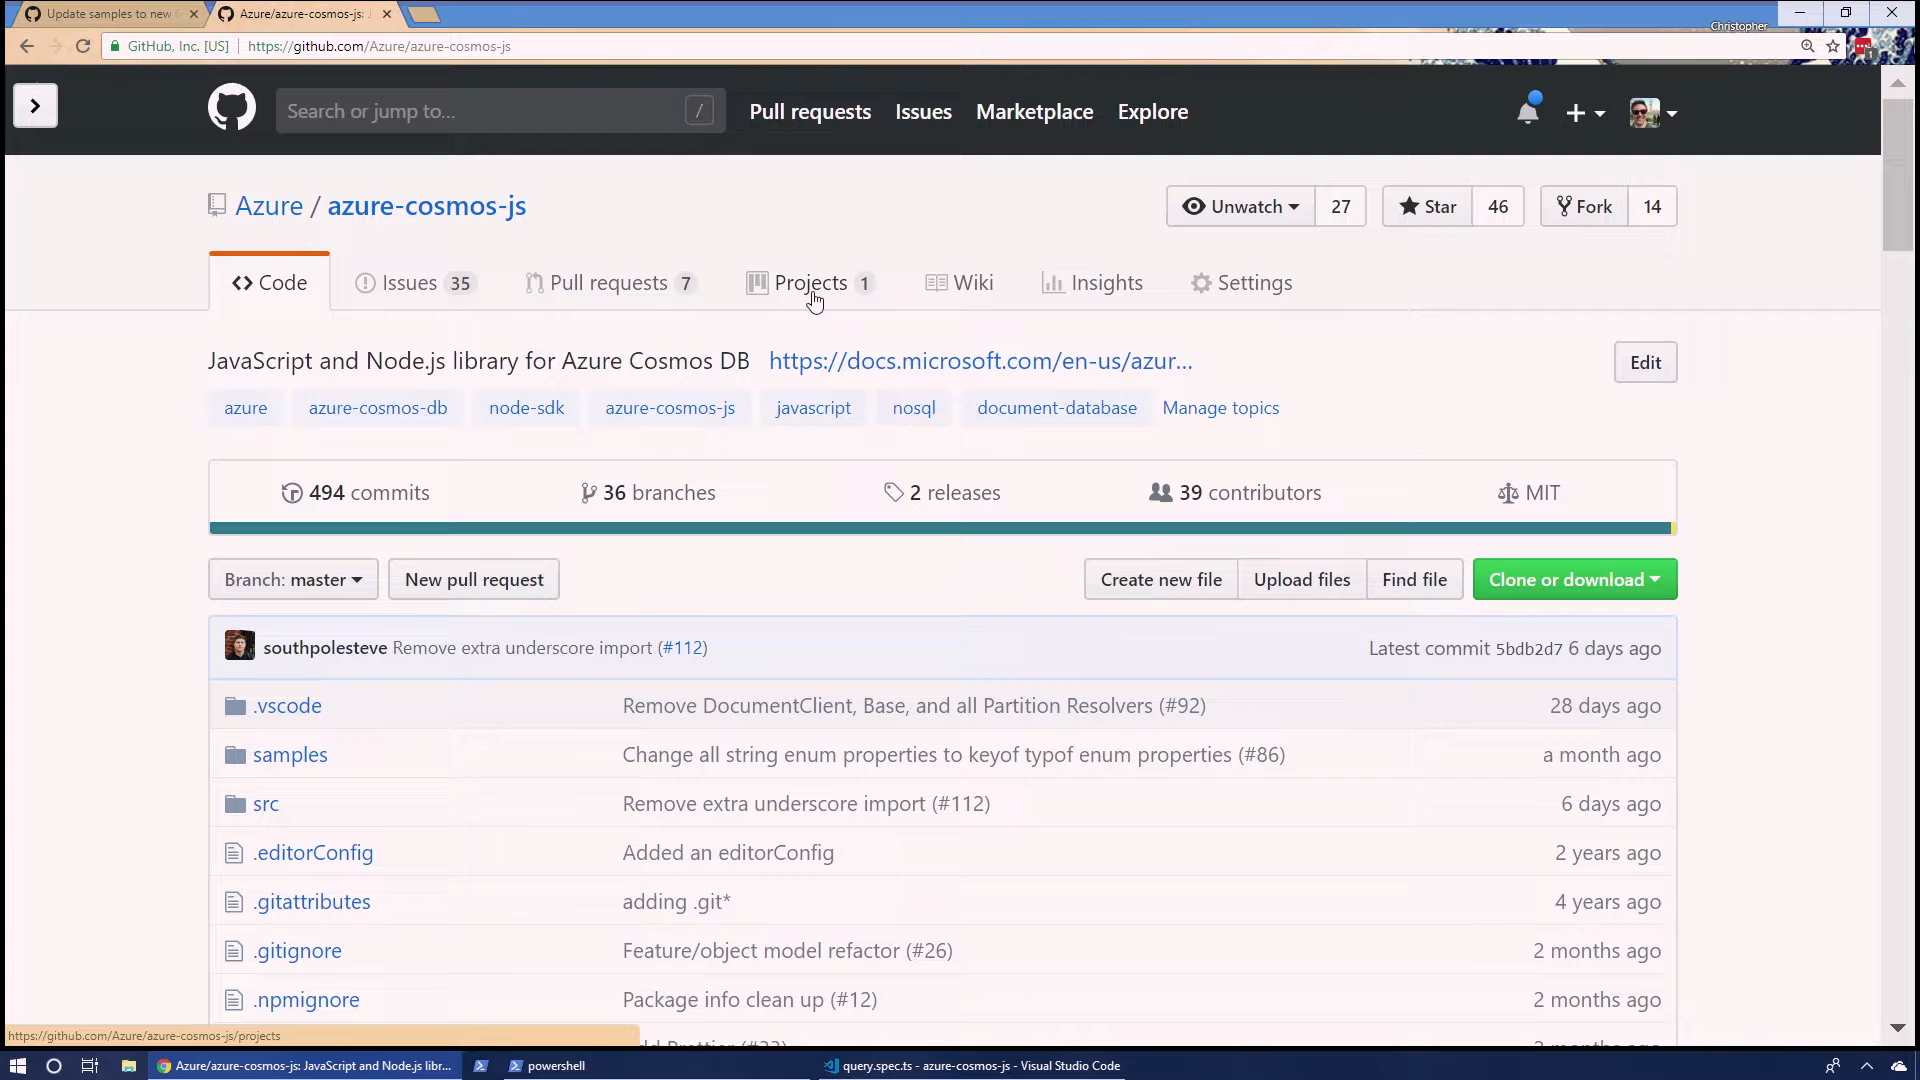 Update samples to new
Azure/azure-cosmos-js: J
Christopher
GitHub, Inc. [US] | https://github.com/Azure/azure-cosmos-js
Search or jump to... /
Pull requests Issues Marketplace Explore
Azure / azure-cosmos-js
Unwatch 27 Star 46 Fork 14
Code Issues 35 Pull requests 7 Projects 1 Wiki Insights Settings
JavaScript and Node.js library for Azure Cosmos DB https://docs.microsoft.com/en-us/azur...
Edit
azure azure-cosmos-db node-sdk azure-cosmos-js javascript nosql document-database Manage topics
494 commits 36 branches 2 releases 39 contributors MIT
Branch: master New pull request Create new file Upload files Find file Clone or download
southpolesteve Remove extra underscore import (#112) Latest commit 5bdb2d7 6 days ago
.vscode Remove DocumentClient, Base, and all Partition Resolvers (#92) 28 days ago
samples Change all string enum properties to keyof typof enum properties (#86) a month ago
src Remove extra underscore import (#112) 6 days ago
.editorConfig Added an editorConfig 2 years ago
.gitattributes adding .git* 4 years ago
.gitignore Feature/object model refactor (#26) 2 months ago
.npmignore Package info clean up (#12) 2 months ago
https://github.com/Azure/azure-cosmos-js/projects
Azure/azure-cosmos-js: JavaScript and Node.js libr...
powershell
query.spec.ts - azure-cosmos-js - Visual Studio Code